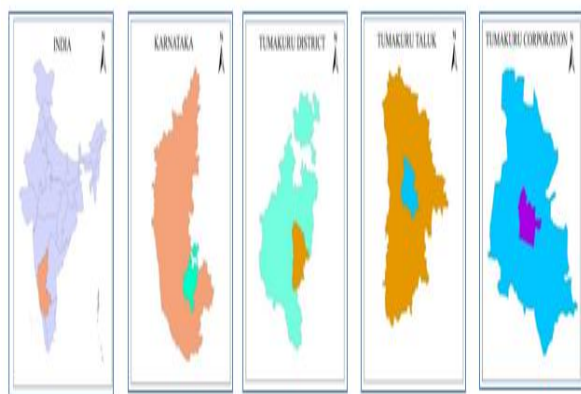 INDIA
N
KARNATAKA
N
TUMAKURU DISTRICT
N
TUMAKURU TALUK
N
TUMAKURU CORPORATION
N